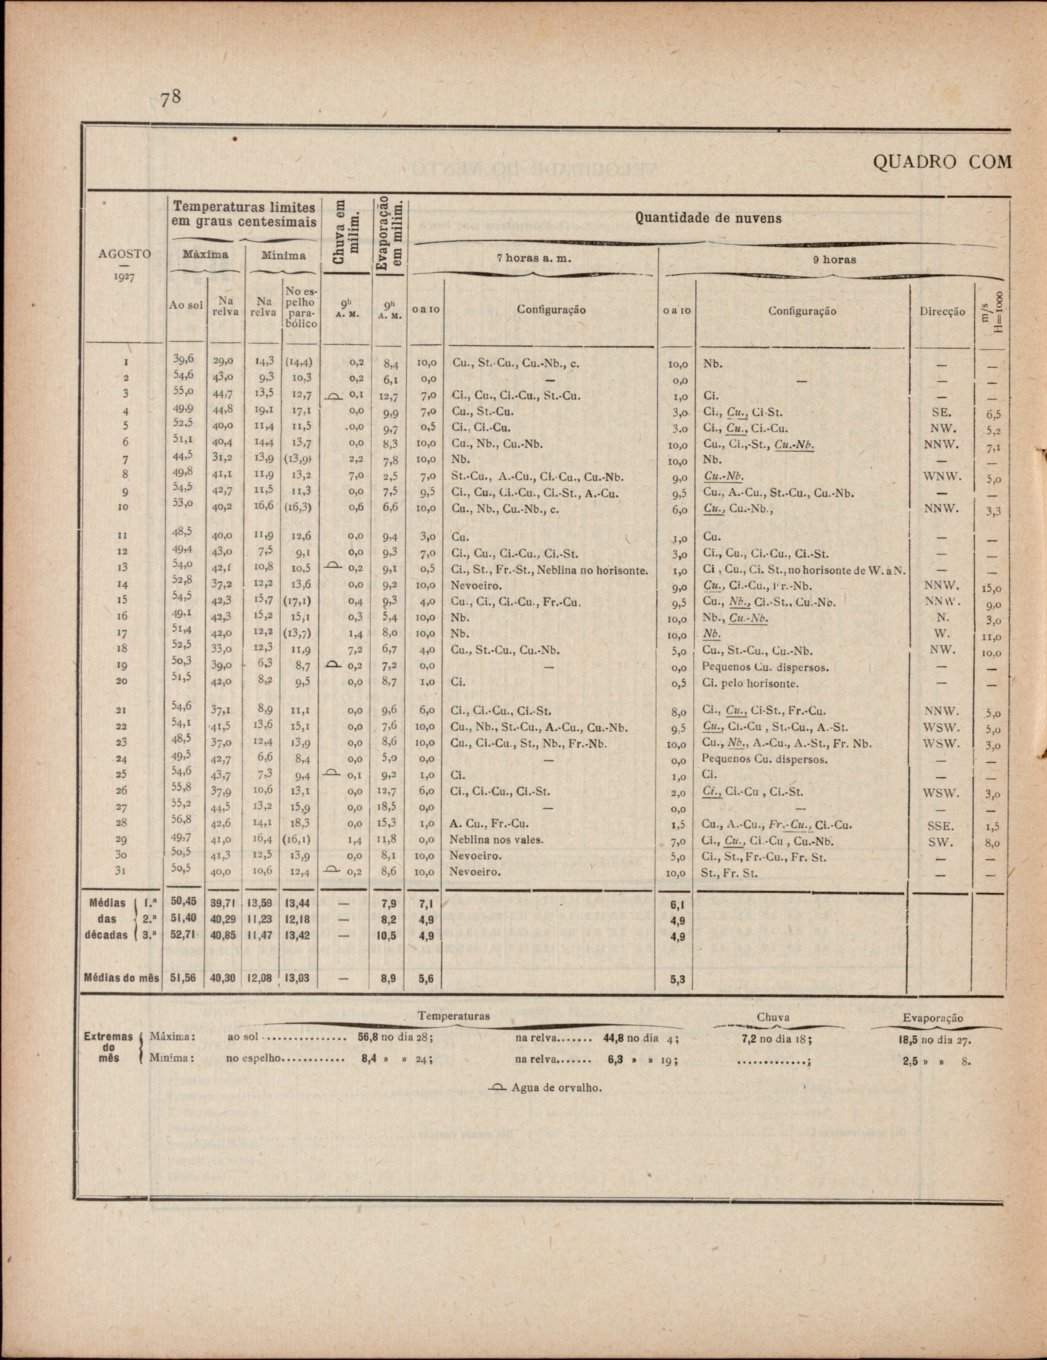 78
QUADRO COM
AGOSTO
—
1927
Temperaturas limites
em graus centesimais
Máxima
Minima
Ao sol
Na relva
Na relva
No espelho parabólico
Chuva em milim.
9h A. M.
Evaporação em milim.
9h A. M.
Quantidade de nuvens
7 horas a. m.
0 a 10
Configuração
9 horas
0 a 10
Configuração
Direcção
m/s H=1000
1 39,6 29,0 14,3 (14,4) 0,2 8,4 10,0 Cu., St.-Cu., Cu.-Nb., c. 10,0 Nb. — —
2 54,6 43,0 9,3 10,3 0,2 6,1 0,0 — 0,0 — — —
3 55,0 44,7 13,5 12,7 0,1 12,7 7,0 Ci., Cu., Ci.-Cu., St.-Cu. 1,0 Ci. — —
4 49,9 44,8 19,1 17,1 0,0 9,9 7,0 Cu., St-Cu. 3,0 Ci., Cu., Ci-St. SE. 6,5
5 52,5 40,0 11,4 11,5 0,0 9,7 0,5 Ci., Ci.-Cu. 3,0 Ci., Cu., Ci.-Cu. NW. 5,2
6 51,1 40,4 14,4 13,7 0,0 8,3 10,0 Cu., Nb., Cu.-Nb. 10,0 Cu., Ci.,-St., Cu.-Nb. NNW. 7,1
7 44,5 31,2 13,9 (13,9) 2,2 7,8 10,0 Nb. 10,0 Nb. — —
8 49,8 41,1 11,9 13,2 7,0 2,5 7,0 St.-Cu., A.-Cu., Ci.-Cu., Cu.-Nb. 9,0 Cu.-Nb. WNW. 5,0
9 54,5 42,7 11,5 11,3 0,0 7,5 9,5 Ci., Cu., Ci.-Cu., Ci.-St., A.-Cu. 9,5 Cu., A.-Cu., St.-Cu., Cu.-Nb. — —
10 53,0 40,2 16,6 (16,3) 0,6 6,6 10,0 Cu., Nb., Cu.-Nb., c. 6,0 Cu., Cu.-Nb., NNW. 3,3
11 48,5 40,0 11,9 12,6 0,0 9,4 3,0 Cu. 1,0 Cu. — —
12 49,4 43,0 7,5 9,1 0,0 9,3 7,0 Ci., Cu., Ci.-Cu., Ci.-St. 3,0 Ci., Cu., Ci.-Cu., Ci.-St. — —
13 54,0 42,1 10,8 10,5 0,2 9,1 0,5 Ci., St., Fr.-St., Neblina no horisonte. 1,0 Ci , Cu., Ci. St., no horisonte de W. a N. — —
14 52,8 37,2 12,2 13,6 0,0 9,2 10,0 Nevoeiro. 9,0 Cu., Ci.-Cu., Fr.-Nb. NNW. 15,0
15 54,5 42,3 15,7 (17,1) 0,4 9,3 4,0 Cu., Ci., Ci.-Cu., Fr.-Cu. 9,5 Cu., Nb., Ci.-St., Cu.-Nb. NNW. 9,0
16 49,1 42,3 15,2 15,1 0,3 5,4 10,0 Nb. 10,0 Nb., Cu.-Nb. N. 3,0
17 51,4 42,0 12,2 (13,7) 1,4 8,0 10,0 Nb. 10,0 Nb. W. 11,0
18 52,5 33,0 12,3 11,9 7,2 6,7 4,0 Cu., St.-Cu., Cu.-Nb. 5,0 Cu., St.-Cu., Cu.-Nb. NW. 10,0
19 50,3 39,0 6,3 8,7 0,2 7,2 0,0 — 0,0 Pequenos Cu. dispersos. — —
20 51,5 42,0 8,2 9,5 0,0 8,7 1,0 Ci. 0,5 Ci. pelo horisonte. — —
21 54,6 37,1 8,9 11,1 0,0 9,6 6,0 Ci., Ci.-Cu., Ci.-St. 8,0 Ci., Cu., Ci-St., Fr.-Cu. NNW. 5,0
22 54,1 41,5 13,6 15,1 0,0 7,6 10,0 Cu., Nb., St.-Cu., A.-Cu., Cu.-Nb. 9,5 Cu., Ci.-Cu , St.-Cu., A.-St. WSW. 5,0
23 48,5 37,0 12,4 13,9 0,0 8,6 10,0 Cu., Ci.-Cu., St., Nb., Fr.-Nb. 10,0 Cu., Nb., A.-Cu., A.-St., Fr. Nb. WSW. 3,0
24 49,5 42,7 6,6 8,4 0,0 5,0 0,0 — 0,0 Pequenos Cu. dispersos. — —
25 54,6 43,7 7,3 9,4 0,1 9,2 1,0 Ci. 1,0 Ci. — —
26 55,8 37,9 10,6 13,1 0,0 12,7 6,0 Ci., Ci.-Cu., Ci.-St. 2,0 Ci., Ci.-Cu , Ci.-St. WSW. 3,0
27 55,2 44,5 13,2 15,9 0,0 18,5 0,0 — 0,0 — — —
28 56,8 42,6 14,1 18,3 0,0 15,3 1,0 A. Cu., Fr.-Cu. 1,5 Cu., A.-Cu., Fr.-Cu., Ci.-Cu. SSE. 1,5
29 49,7 41,0 16,4 (16,1) 1,4 11,8 0,0 Neblina nos vales. 7,0 Ci., Cu., Ci.-Cu , Cu.-Nb. SW. 8,0
30 50,5 41,3 12,5 13,9 0,0 8,1 10,0 Nevoeiro. 5,0 Ci., St., Fr.-Cu., Fr. St. — —
31 50,5 40,0 10,6 12,4 0,2 8,6 10,0 Nevoeiro. 10,0 St., Fr. St. — —
Médias 1.ª 50,45 39,71 13,59 13,44 — 7,9 7,1 6,1
das 2.ª 51,40 40,29 11,23 12,18 — 8,2 4,9 4,9
décadas 3.ª 52,71 40,85 11,47 13,42 — 10,5 4,9 4,9
Médias do mês 51,56 40,30 12,08 13,03 — 8,9 5,6 5,3
Temperaturas Chuva Evaporação
Extremas do mês
Máxima: ao sol ............... 56,8 no dia 28; na relva....... 44,8 no dia 4; 7,2 no dia 18; 18,5 no dia 27.
Minima: no espelho............ 8,4 » » 24; na relva....... 6,3 » » 19; ............; 2,5 » » 8.
Agua de orvalho.